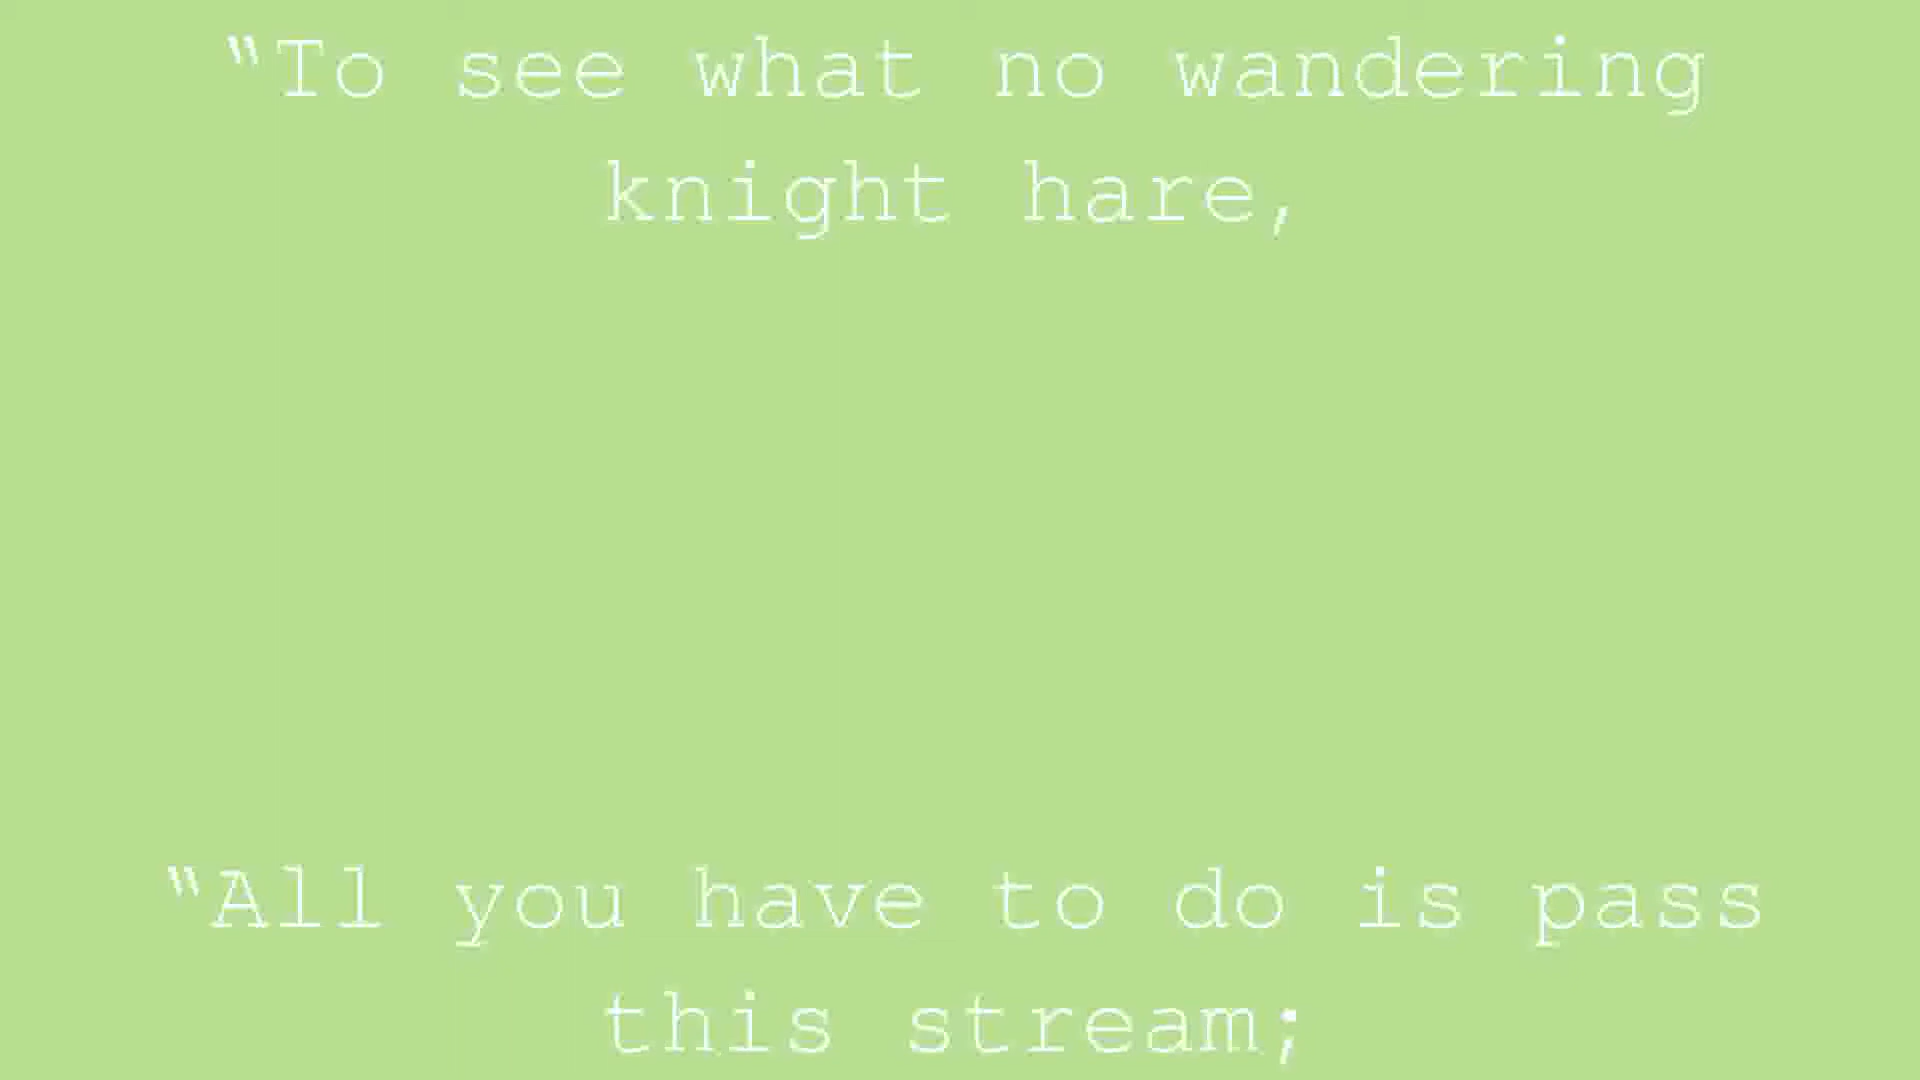 “To see what no wandering
knight hare,
“All you have to do is pass
this stream;